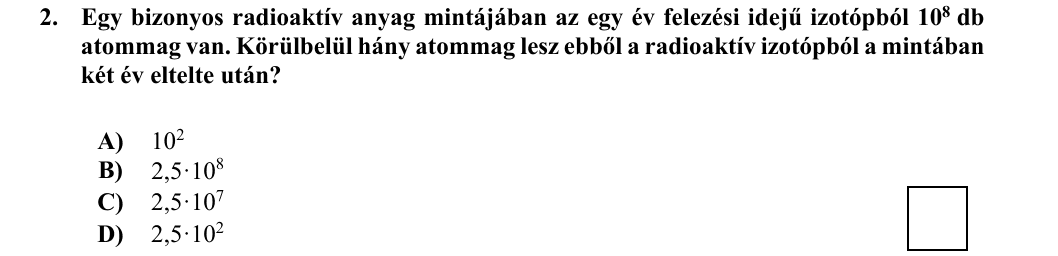 2. Egy bizonyos radioaktív anyag mintájában az egy év felezési idejű izotópból 10⁸ db
atommag van. Körülbelül hány atommag lesz ebből a radioaktív izotópból a mintában
két év eltelte után?
A) 10²
B) 2,5·10⁸
C) 2,5·10⁷
D) 2,5·10²